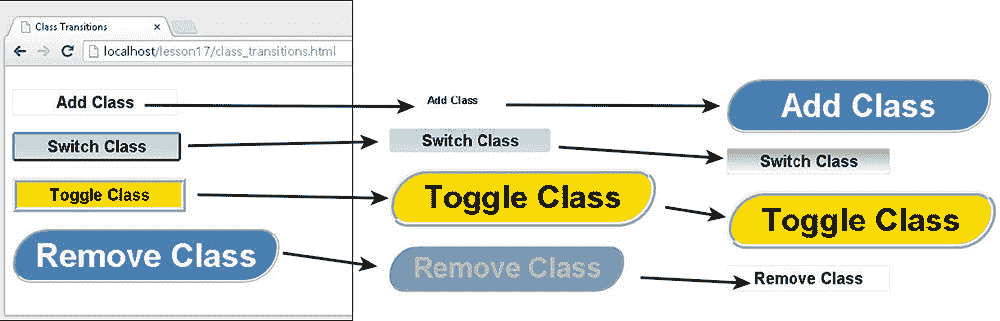 Class Transitions
localhost/lesson17/class_transitions.html
Add Class Add Class Add Class
Switch Class Switch Class Switch Class
Toggle Class Toggle Class Toggle Class
Remove Class Remove Class Remove Class